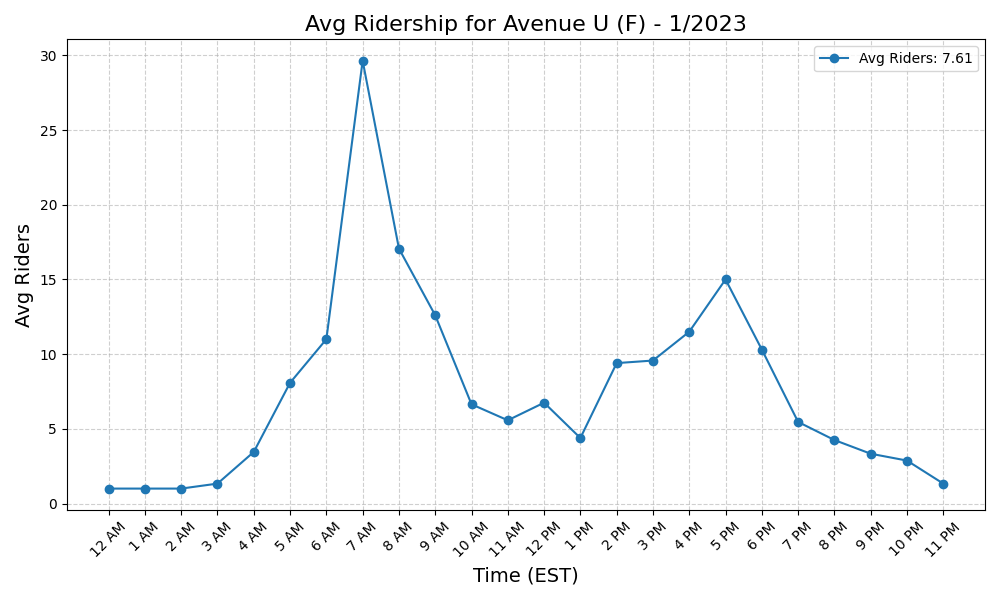 Avg Ridership for Avenue U (F) - 1/2023
Avg Riders: 7.61
Avg Riders
30
25
20
15
10
5
0
12 AM
1 AM
2 AM
3 AM
4 AM
5 AM
6 AM
7 AM
8 AM
9 AM
10 AM
11 AM
12 PM
1 PM
2 PM
3 PM
4 PM
5 PM
6 PM
7 PM
8 PM
9 PM
10 PM
11 PM
Time (EST)